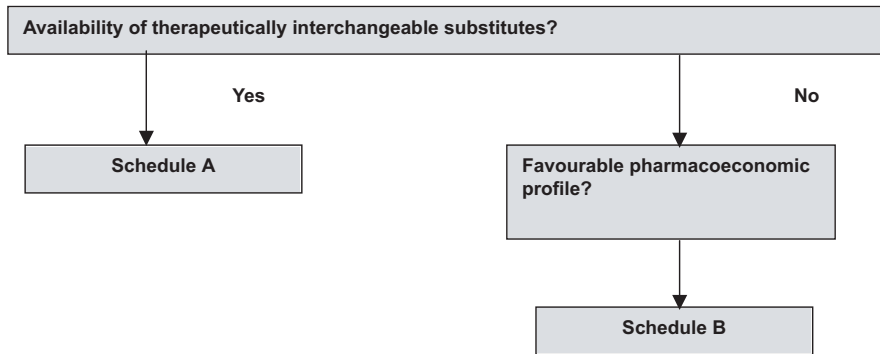 Availability of therapeutically interchangeable substitutes?
Yes
No
Schedule A
Favourable pharmacoeconomic
profile?
Schedule B